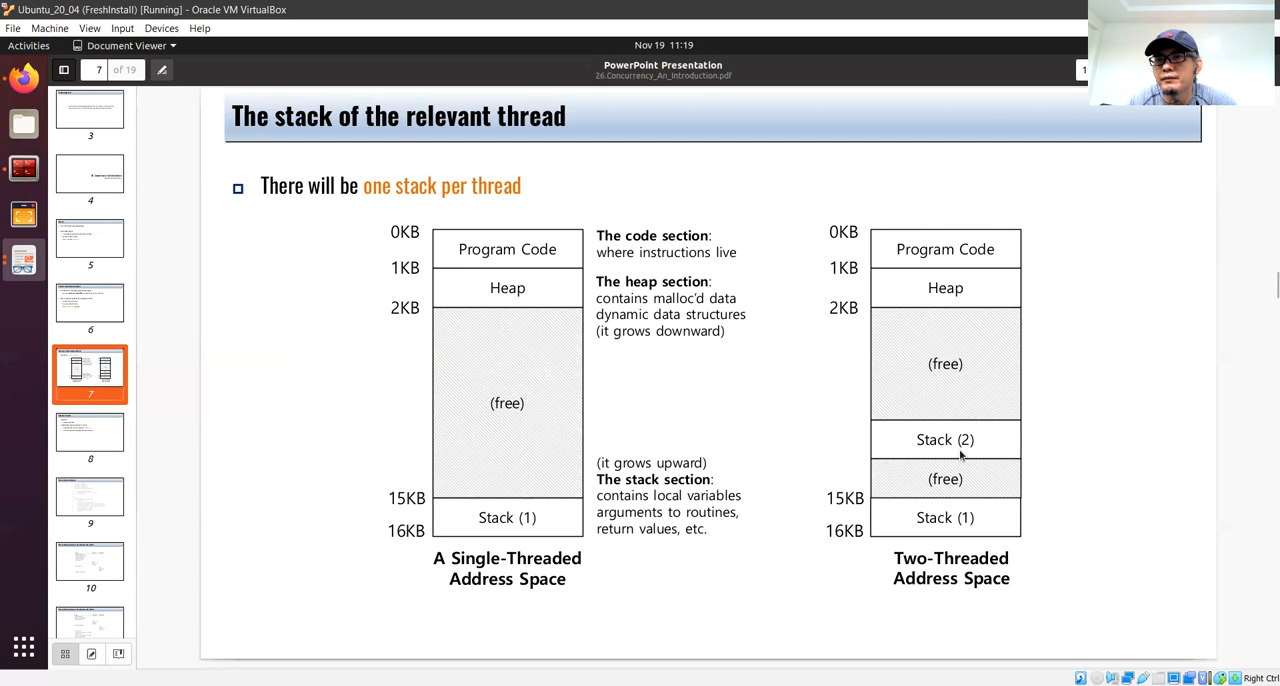 Ubuntu_20_04 (FreshInstall) [Running] - Oracle VM VirtualBox
File Machine View Input Devices Help
Activities Document Viewer Nov 19 11:19
7 of 19
PowerPoint Presentation
26.Concurrency_An_Introduction.pdf
1
3
4
5
6
7
8
9
10
The stack of the relevant thread
There will be one stack per thread
0KB
Program Code
1KB
Heap
2KB
(free)
15KB
Stack (1)
16KB
A Single-Threaded
Address Space
The code section:
where instructions live
The heap section:
contains malloc'd data
dynamic data structures
(it grows downward)
(it grows upward)
The stack section:
contains local variables
arguments to routines,
return values, etc.
0KB
Program Code
1KB
Heap
2KB
(free)
Stack (2)
(free)
15KB
Stack (1)
16KB
Two-Threaded
Address Space
Right Ctrl